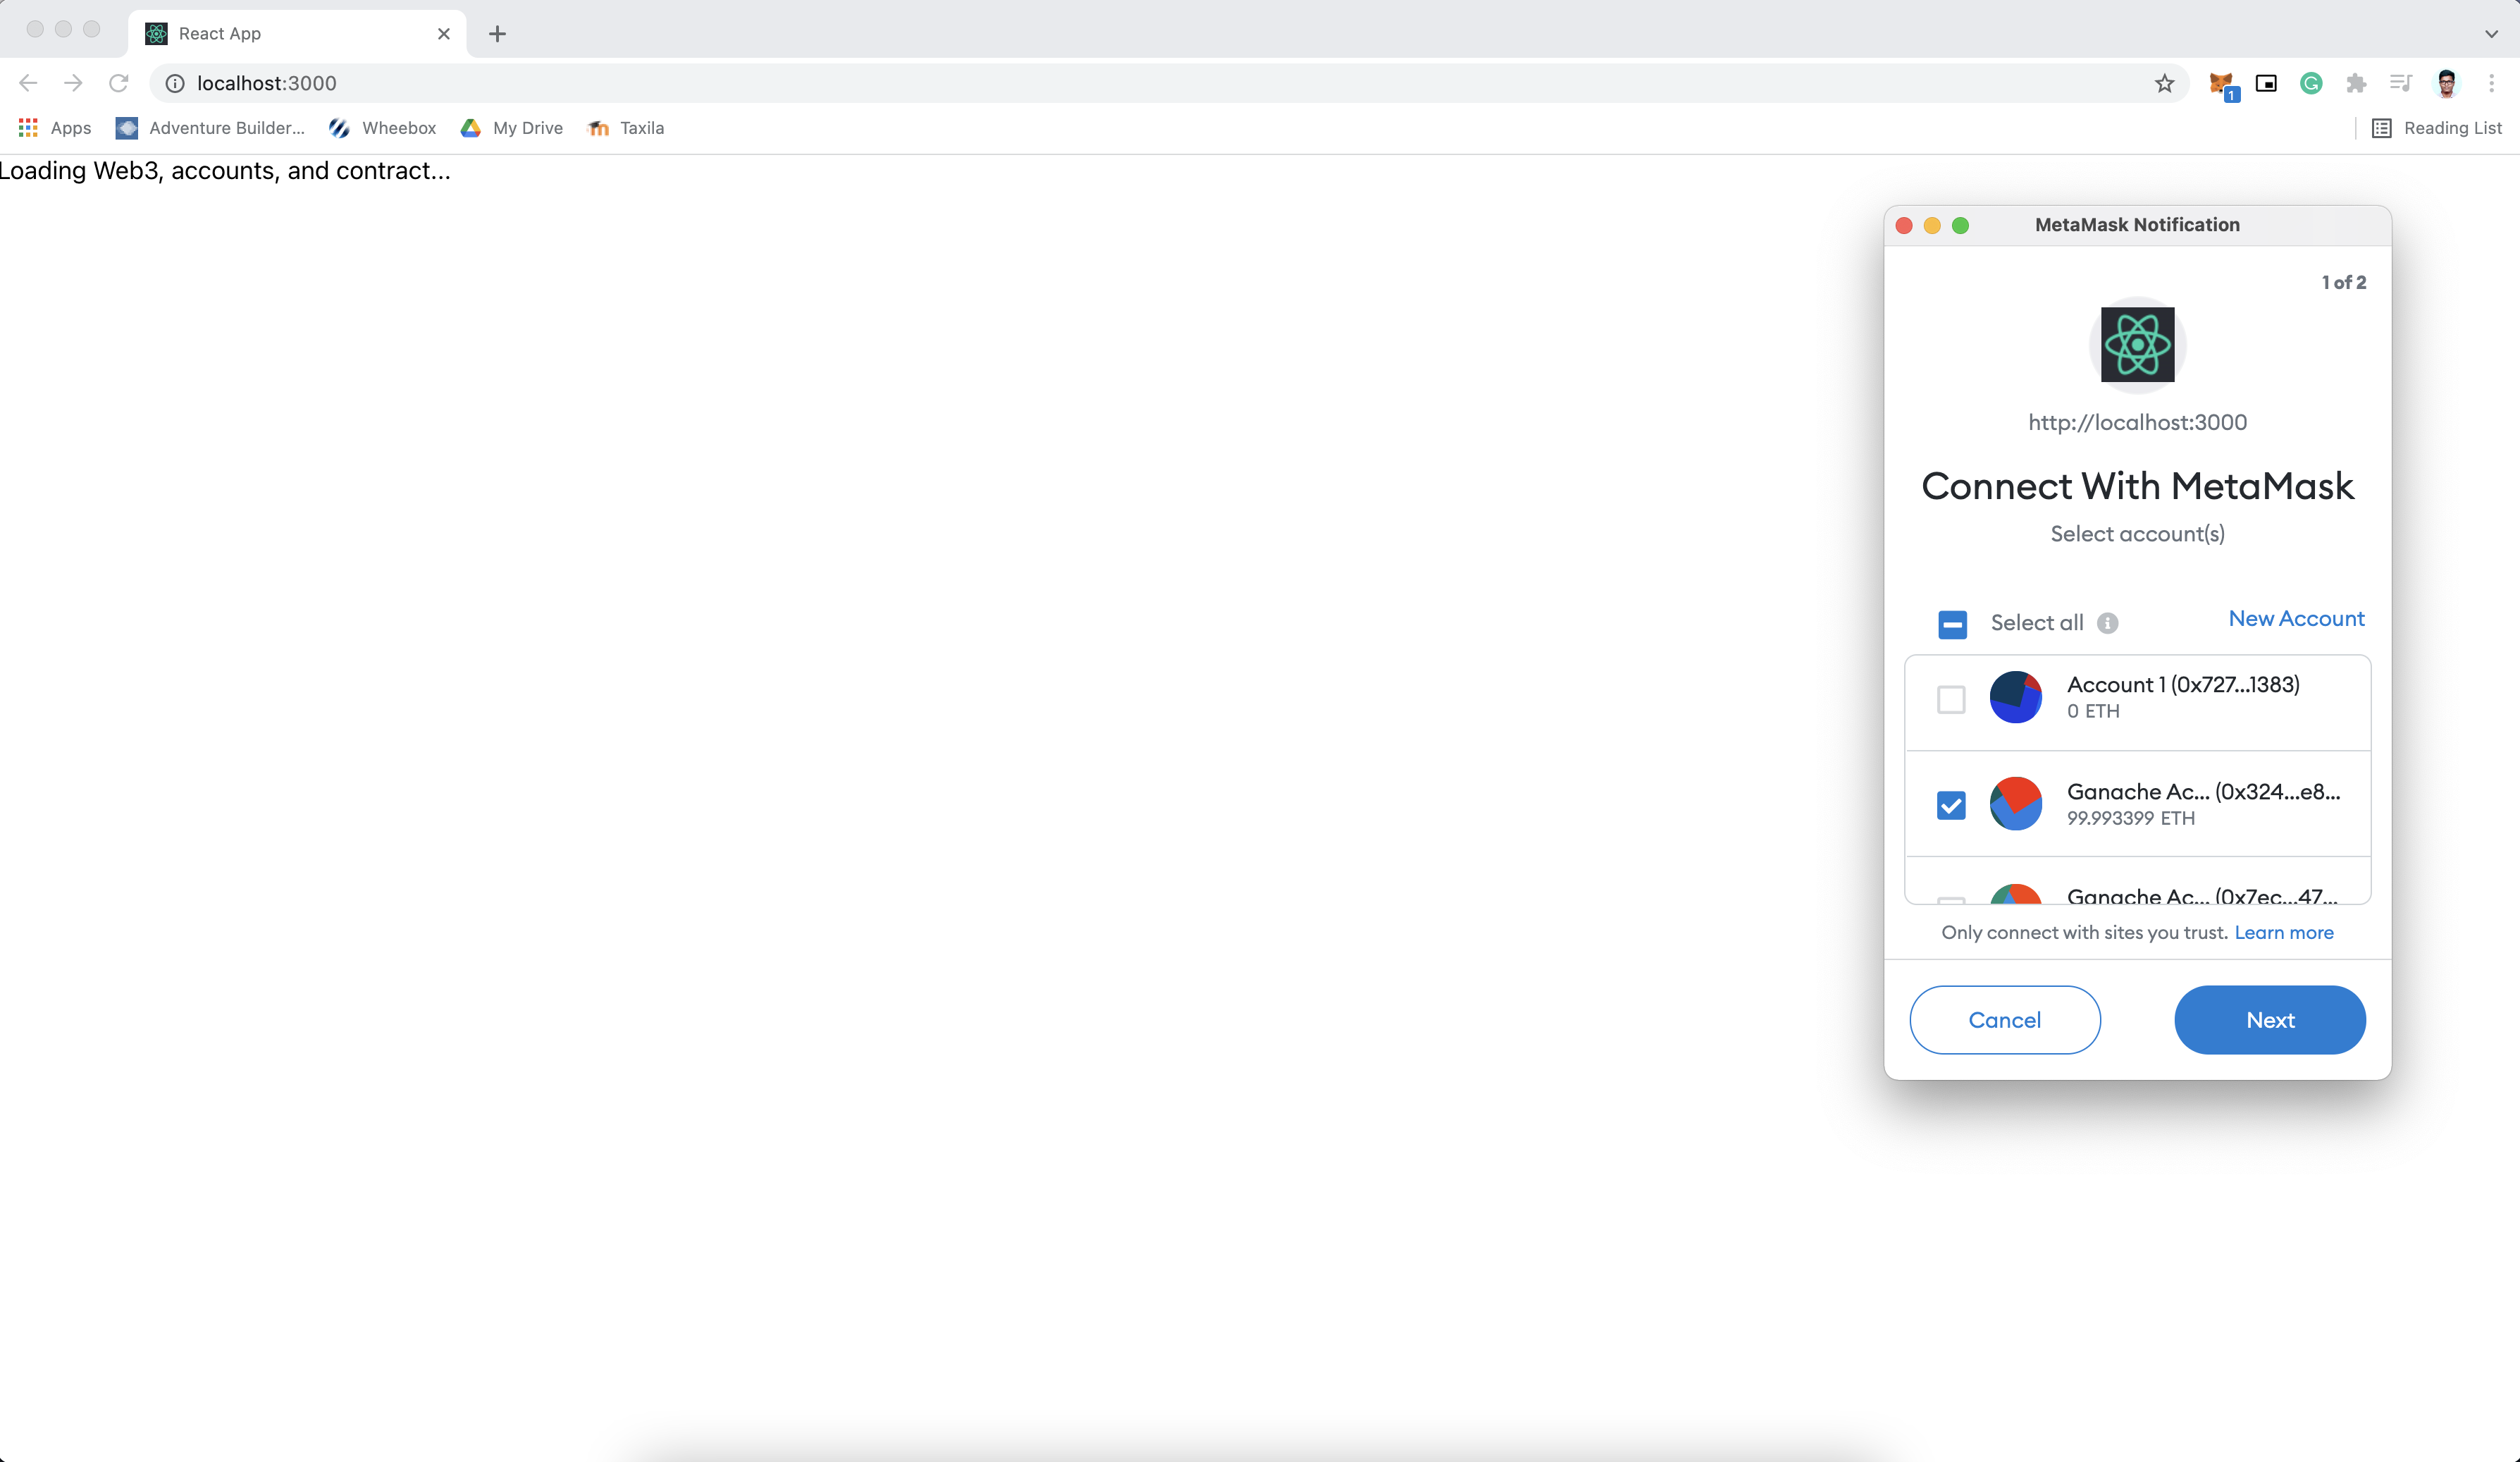 React App
localhost:3000
1
Apps Adventure Builder... Wheebox My Drive Taxila Reading List
Loading Web3, accounts, and contract...
MetaMask Notification
1 of 2
http://localhost:3000
Connect With MetaMask
Select account(s)
Select all New Account
Account 1 (0x727...1383)
0 ETH
Ganache Ac... (0x324...e8...
99.993399 ETH
Ganache Ac... (0x7ec...47...
Only connect with sites you trust. Learn more
Cancel Next